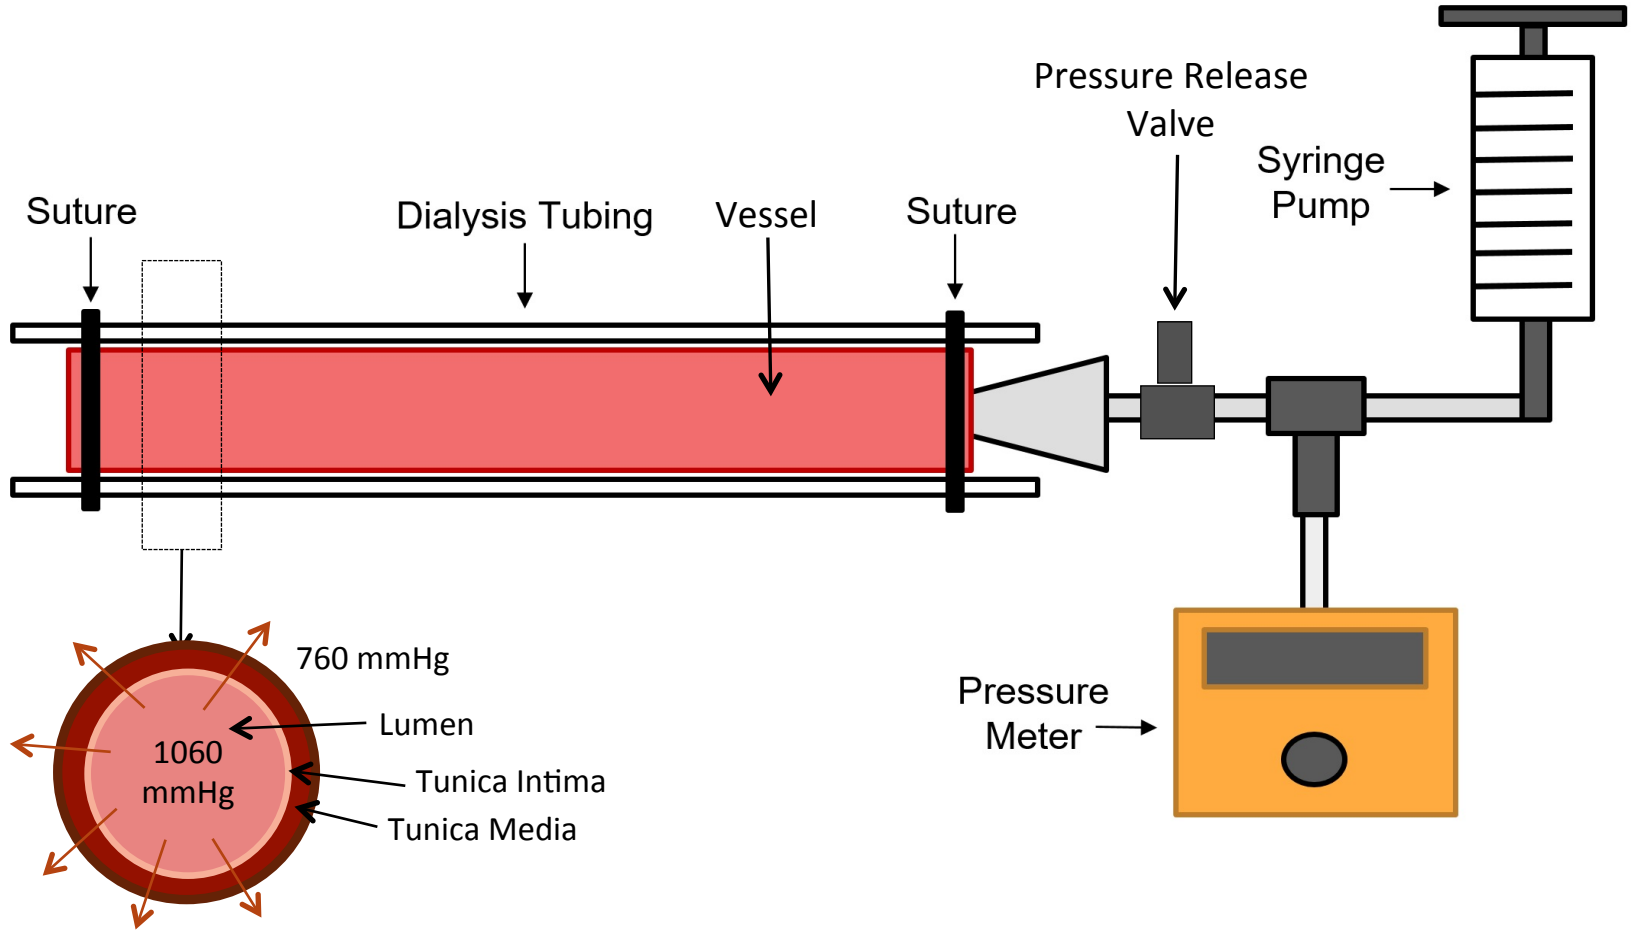 Pressure Release
Valve
Syringe
Pump
Suture
Dialysis Tubing
Vessel
Suture
760 mmHg
Lumen
1060
mmHg
Tunica Intima
Tunica Media
Pressure
Meter